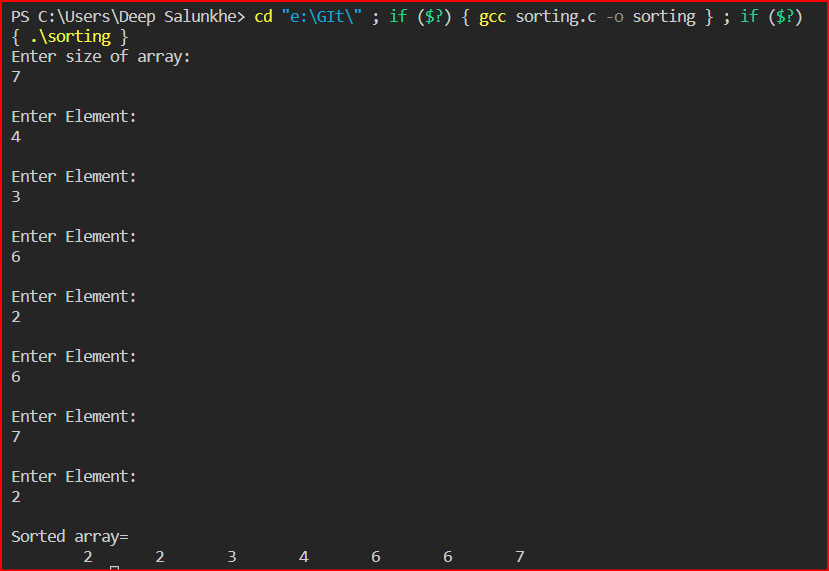 PS C:\Users\Deep Salunkhe> cd "e:\GIt\" ; if ($?) { gcc sorting.c -o sorting } ; if ($?)
{ .\sorting }
Enter size of array:
7
Enter Element:
4
Enter Element:
3
Enter Element:
6
Enter Element:
2
Enter Element:
6
Enter Element:
7
Enter Element:
2
Sorted array=
2 2 3 4 6 6 7